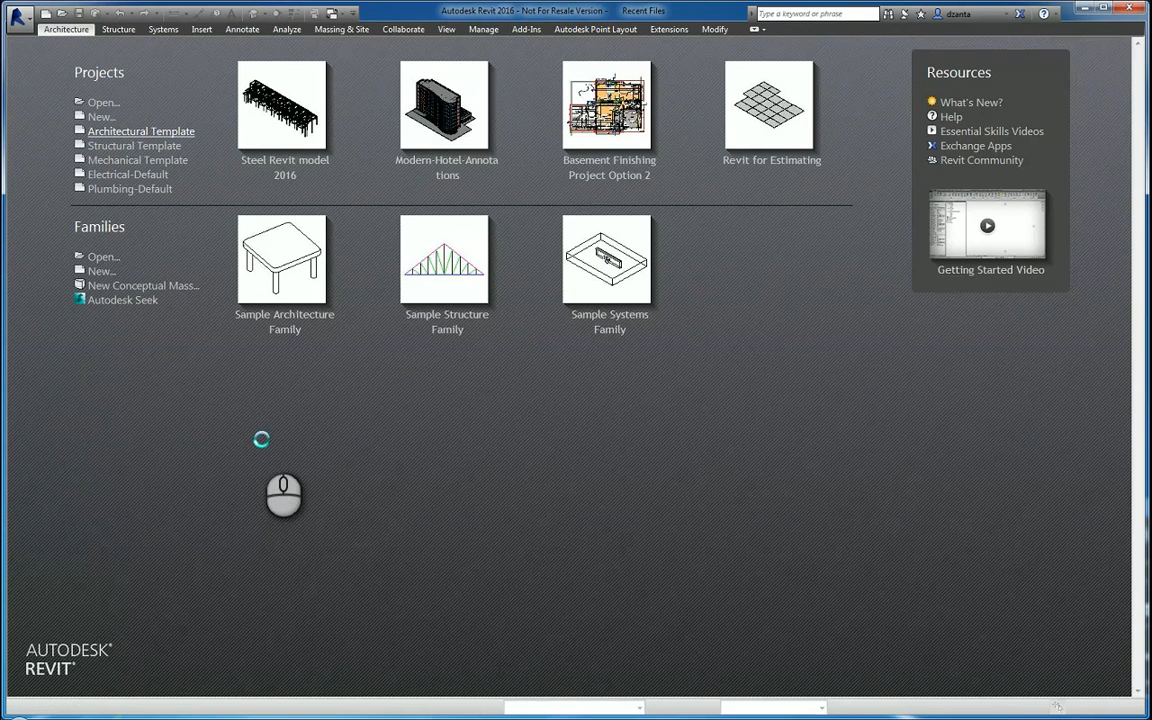 Autodesk Revit 2016 - Not For Resale Version - Recent Files
Type a keyword or phrase
dzanta
Architecture Structure Systems Insert Annotate Analyze Massing & Site Collaborate View Manage Add-Ins Autodesk Point Layout Extensions Modify
Projects
Open...
New...
Architectural Template
Structural Template
Mechanical Template
Electrical-Default
Plumbing-Default
Steel Revit model
2016
Modern-Hotel-Annota
tions
Basement Finishing
Project Option 2
Revit for Estimating
Families
Open...
New...
New Conceptual Mass...
Autodesk Seek
Sample Architecture
Family
Sample Structure
Family
Sample Systems
Family
Resources
What's New?
Help
Essential Skills Videos
Exchange Apps
Revit Community
Getting Started Video
AUTODESK®
REVIT®